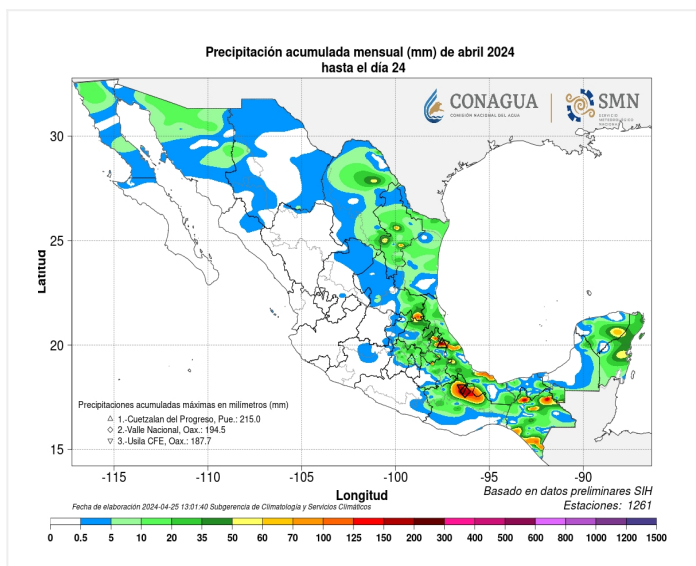 Precipitación acumulada mensual (mm) de abril 2024
hasta el día 24
CONAGUA
COMISIÓN NACIONAL DEL AGUA
SMN
SERVICIO
METEOROLÓGICO
NACIONAL
30
25
20
15
Latitud
Precipitaciones acumuladas máximas en milímetros (mm)
1.-Cuetzalan del Progreso, Pue.: 215.0
2.-Valle Nacional, Oax.: 194.5
3.-Usila CFE, Oax.: 187.7
-115 -110 -105 -100 -95 -90
Longitud
Basado en datos preliminares SIH
Estaciones: 1261
Fecha de elaboración 2024-04-25 13:01:40 Subgerencia de Climatología y Servicios Climáticos
0 0.5 5 10 20 35 50 60 70 100 125 150 200 300 400 500 600 800 1000 1200 1500